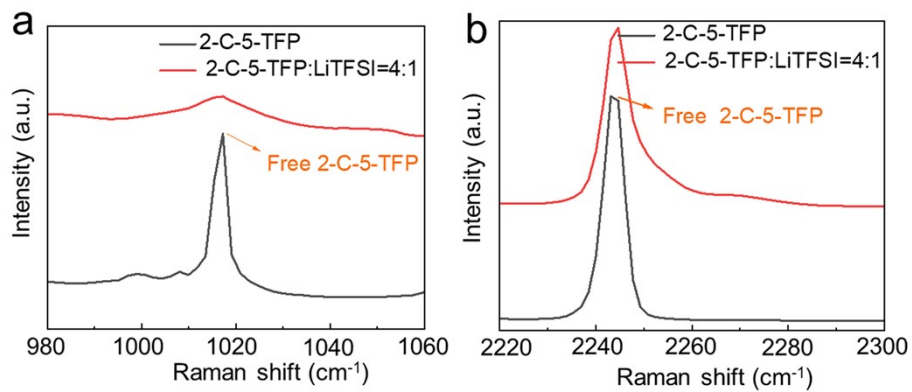 a
2-C-5-TFP
2-C-5-TFP:LiTFSI=4:1
Free 2-C-5-TFP
Intensity (a.u.)
980 1000 1020 1040 1060
Raman shift (cm⁻¹)
b
2-C-5-TFP
2-C-5-TFP:LiTFSI=4:1
Free 2-C-5-TFP
Intensity (a.u.)
2220 2240 2260 2280 2300
Raman shift (cm⁻¹)